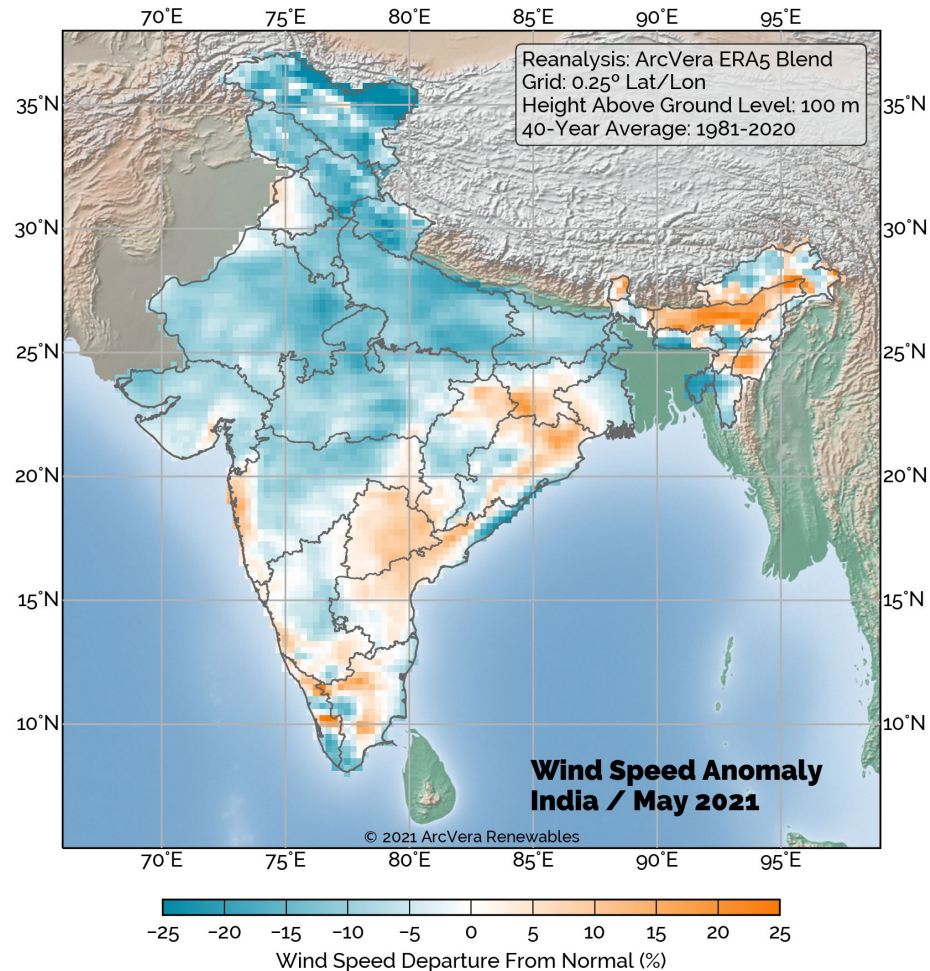 70°E 75°E 80°E 85°E 90°E 95°E
Reanalysis: ArcVera ERA5 Blend
Grid: 0.25º Lat/Lon
Height Above Ground Level: 100 m
40-Year Average: 1981-2020
35°N 35°N
30°N 30°N
25°N 25°N
20°N 20°N
15°N 15°N
10°N 10°N
Wind Speed Anomaly
India / May 2021
© 2021 ArcVera Renewables
70°E 75°E 80°E 85°E 90°E 95°E
−25 −20 −15 −10 −5 0 5 10 15 20 25
Wind Speed Departure From Normal (%)